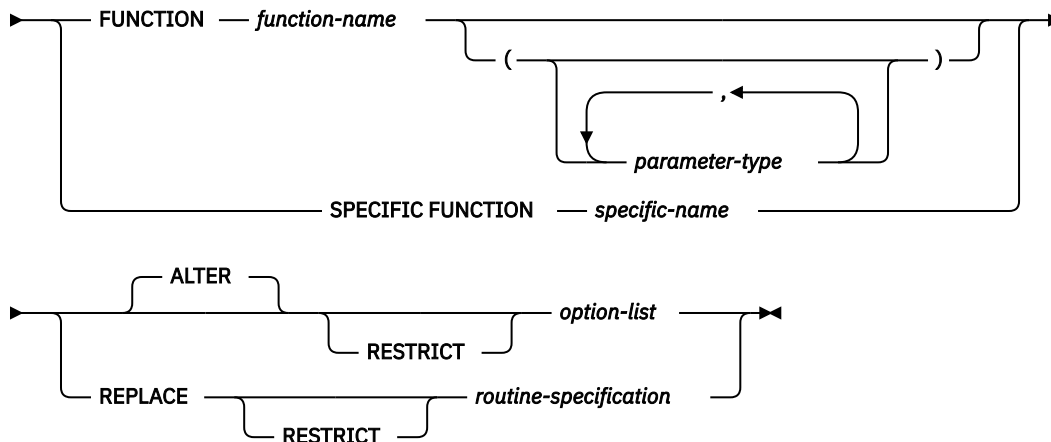 FUNCTION function-name
( )
,
parameter-type
SPECIFIC FUNCTION specific-name
ALTER
option-list
RESTRICT
REPLACE routine-specification
RESTRICT